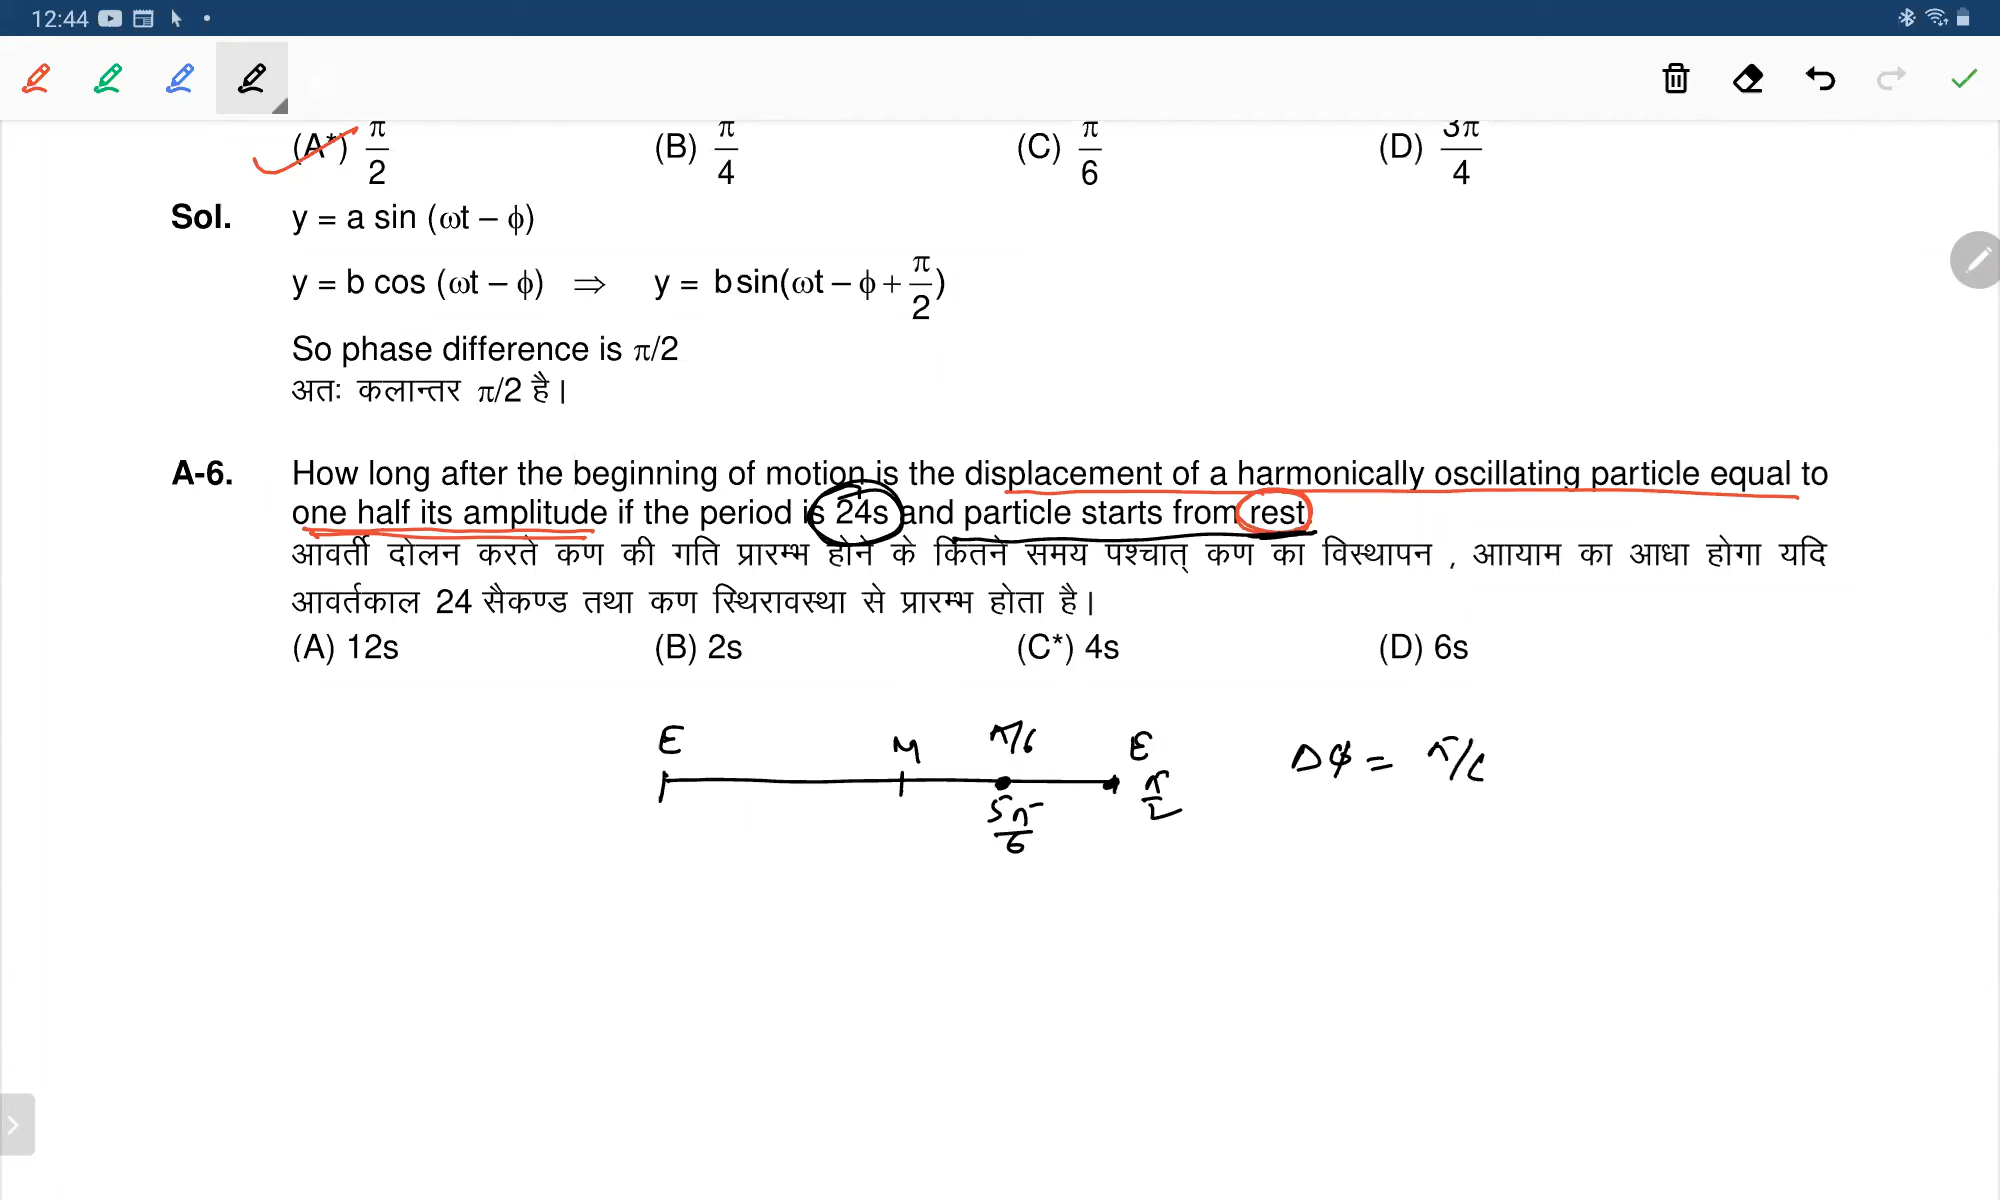 12:44
(A*) π/2 (B) π/4 (C) π/6 (D) 3π/4
Sol. y = a sin (ωt – ϕ)
y = b cos (ωt – ϕ) ⇒ y = b sin(ωt – ϕ + π/2)
So phase difference is π/2
अतः कलान्तर π/2 है।
A-6. How long after the beginning of motion is the displacement of a harmonically oscillating particle equal to
one half its amplitude if the period is 24s and particle starts from rest.
आवर्ती दोलन करते कण की गति प्रारम्भ होने के कितने समय पश्चात् कण का विस्थापन , आायाम का आधा होगा यदि
आवर्तकाल 24 सैकण्ड तथा कण स्थिरावस्था से प्रारम्भ होता है।
(A) 12s (B) 2s (C*) 4s (D) 6s
E M π/6 E
5π/6 π/2
Δϕ =